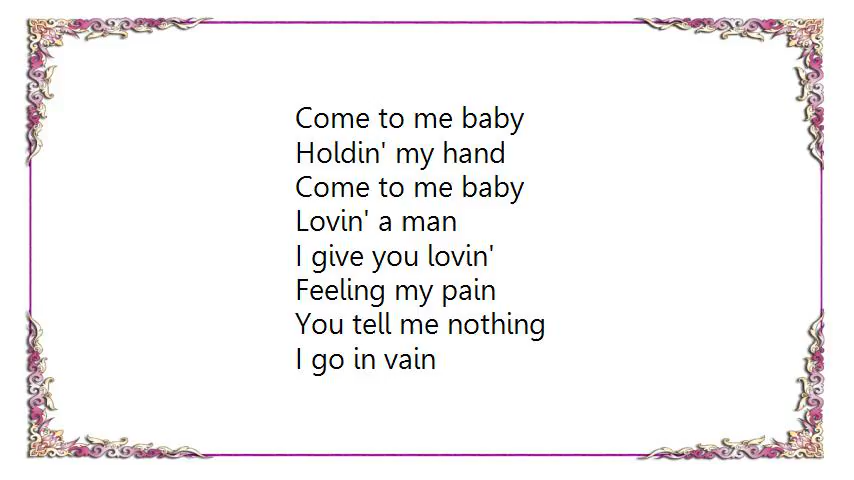 Come to me baby
Holdin' my hand
Come to me baby
Lovin' a man
I give you lovin'
Feeling my pain
You tell me nothing
I go in vain